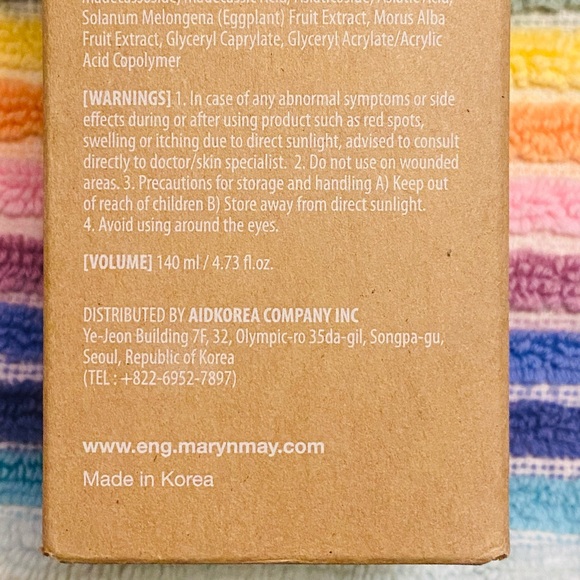 Madecassoside, Madecassic Acid, Asiaticoside, Asiatic Acid,
Solanum Melongena (Eggplant) Fruit Extract, Morus Alba
Fruit Extract, Glyceryl Caprylate, Glyceryl Acrylate/Acrylic
Acid Copolymer
[WARNINGS] 1. In case of any abnormal symptoms or side
effects during or after using product such as red spots,
swelling or itching due to direct sunlight, advised to consult
directly to doctor/skin specialist. 2. Do not use on wounded
areas. 3. Precautions for storage and handling A) Keep out
of reach of children B) Store away from direct sunlight.
4. Avoid using around the eyes.
[VOLUME] 140 ml / 4.73 fl.oz.
DISTRIBUTED BY AIDKOREA COMPANY INC
Ye-Jeon Building 7F, 32, Olympic-ro 35da-gil, Songpa-gu,
Seoul, Republic of Korea
(TEL : +822-6952-7897)
www.eng.marynmay.com
Made in Korea